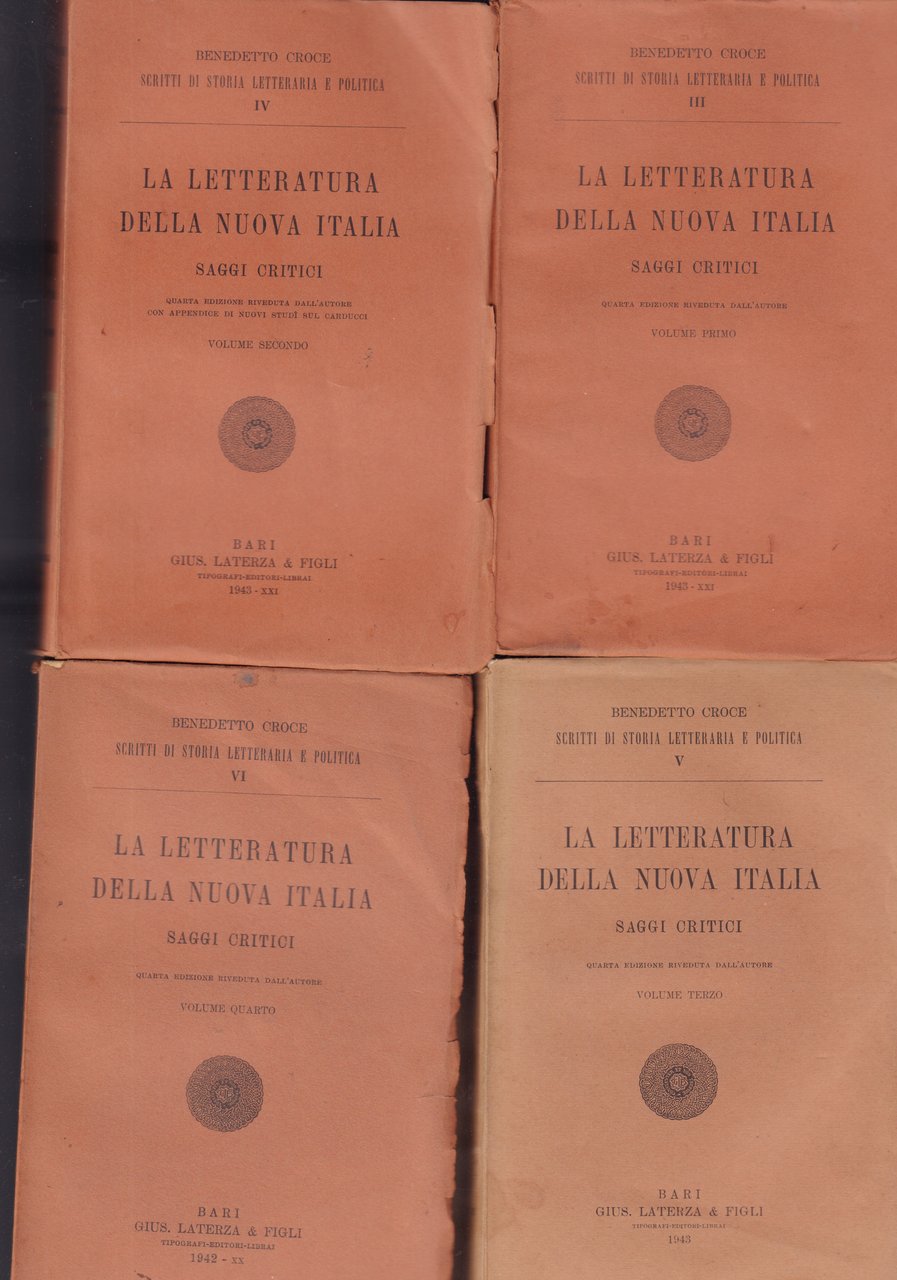 BENEDETTO CROCE
SCRITTI DI STORIA LETTERARIA E POLITICA
IV
LA LETTERATURA
DELLA NUOVA ITALIA
SAGGI CRITICI
QUARTA EDIZIONE RIVEDUTA DALL'AUTORE
CON APPENDICE DI NUOVI STUDÎ SUL CARDUCCI
VOLUME SECONDO
BARI
GIUS. LATERZA & FIGLI
TIPOGRAFI-EDITORI-LIBRAI
1943 - XXI
BENEDETTO CROCE
SCRITTI DI STORIA LETTERARIA E POLITICA
III
LA LETTERATURA
DELLA NUOVA ITALIA
SAGGI CRITICI
QUARTA EDIZIONE RIVEDUTA DALL'AUTORE
VOLUME PRIMO
BARI
GIUS. LATERZA & FIGLI
TIPOGRAFI-EDITORI-LIBRAI
1943 - XXI
BENEDETTO CROCE
SCRITTI DI STORIA LETTERARIA E POLITICA
VI
LA LETTERATURA
DELLA NUOVA ITALIA
SAGGI CRITICI
QUARTA EDIZIONE RIVEDUTA DALL'AUTORE
VOLUME QUARTO
BARI
GIUS. LATERZA & FIGLI
TIPOGRAFI-EDITORI-LIBRAI
1942 - XX
BENEDETTO CROCE
SCRITTI DI STORIA LETTERARIA E POLITICA
V
LA LETTERATURA
DELLA NUOVA ITALIA
SAGGI CRITICI
QUARTA EDIZIONE RIVEDUTA DALL'AUTORE
VOLUME TERZO
BARI
GIUS. LATERZA & FIGLI
TIPOGRAFI-EDITORI-LIBRAI
1943